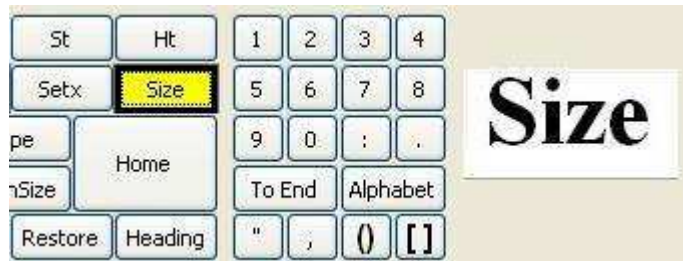 St Ht 1 2 3 4
Setx Size 5 6 7 8 Size
pe Home 9 0 : .
nSize To End Alphabet
Restore Heading " ; () []